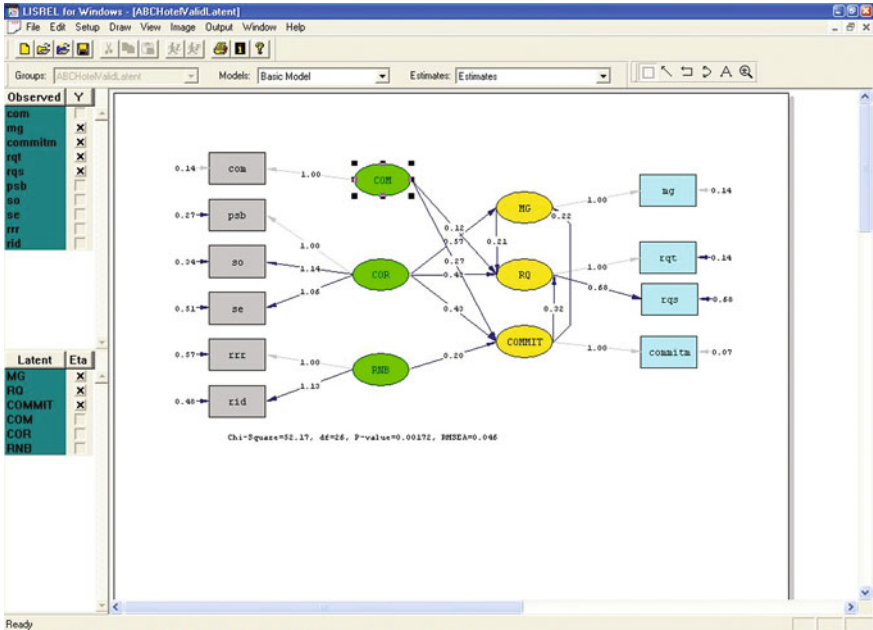 LISREL for Windows - [ABCHotelValidLatent]
File Edit Setup Draw View Image Output Window Help
Groups: ABCHotelValidLatent Models: Basic Model Estimates: Estimates
Observed Y
com
mg
commitm
rqt
rqs
psb
so
se
rrr
rid
Latent Eta
MG
RQ
COMMIT
COM
COR
RNB
0.14 com 1.00 COM
0.27 psb 1.00
0.34 so 1.14 COR
0.51 se 1.06
0.57 rrr 1.00 RNB
0.48 rid 1.13
0.12
0.57
0.27
0.43
0.20
MG 0.22 1.00 mg 0.14
0.21
RQ 1.00 rqt 0.14
0.68 rqs 0.68
0.32
COMMIT 1.00 commitm 0.07
Chi-Square=52.17, df=26, P-value=0.00172, RMSEA=0.046
Ready